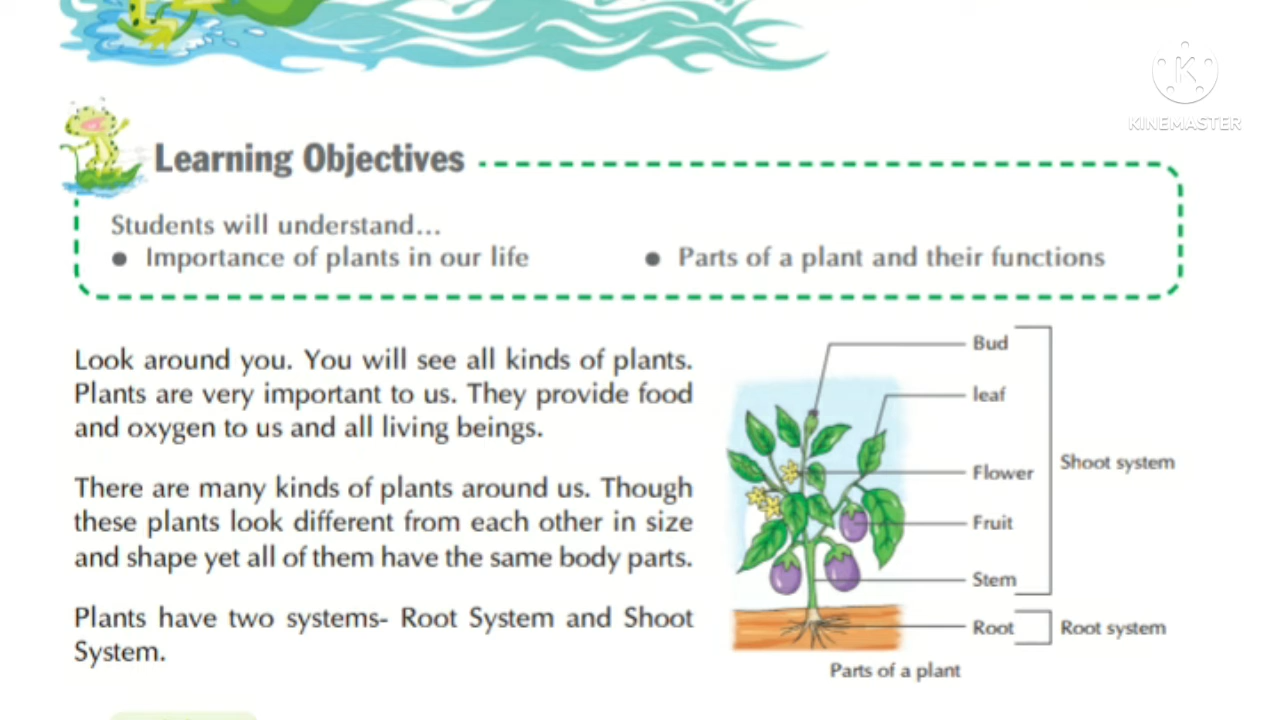 KINEMASTER
Learning Objectives
Students will understand...
● Importance of plants in our life
● Parts of a plant and their functions
Look around you. You will see all kinds of plants.
Plants are very important to us. They provide food
and oxygen to us and all living beings.
There are many kinds of plants around us. Though
these plants look different from each other in size
and shape yet all of them have the same body parts.
Plants have two systems- Root System and Shoot
System.
Bud
leaf
Flower
Fruit
Stem
Root
Shoot system
Root system
Parts of a plant